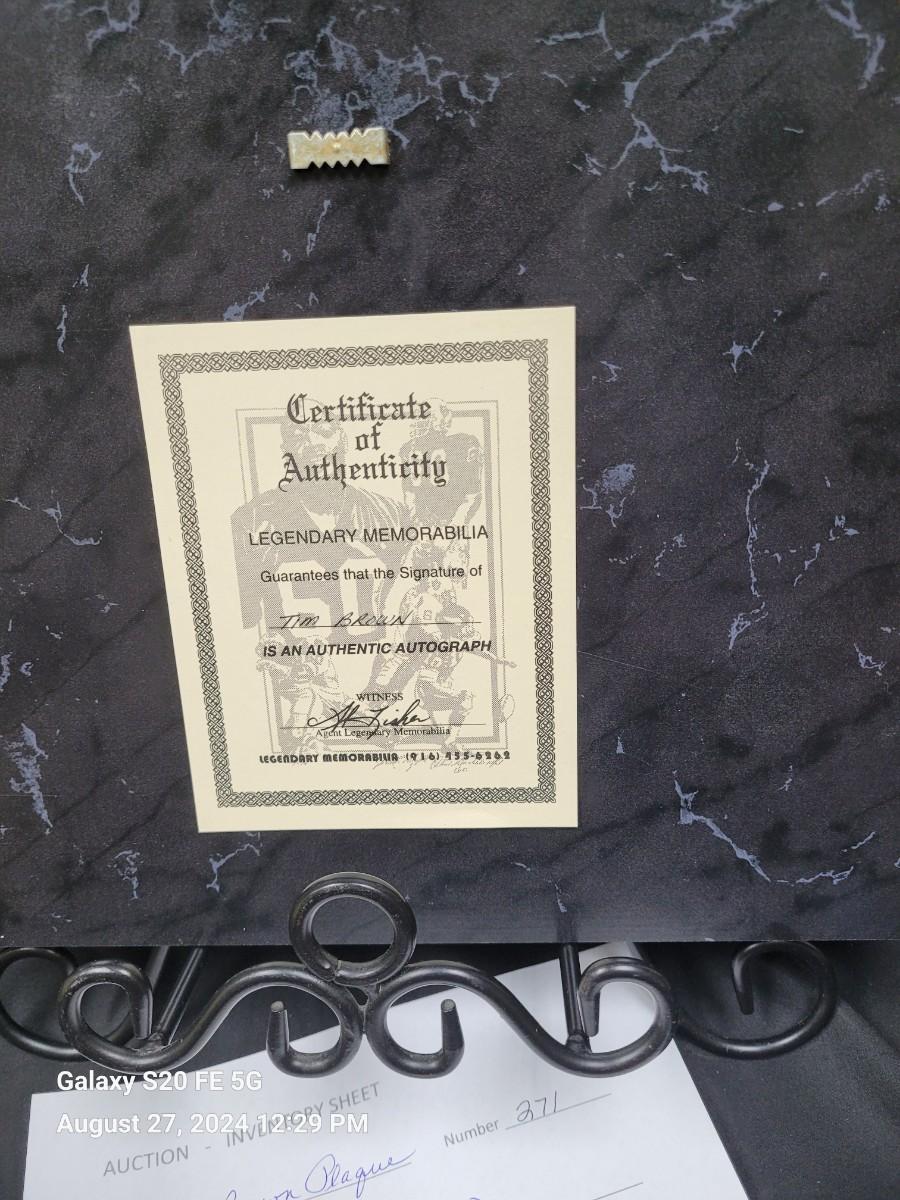 Certificate
of
Authenticity
LEGENDARY MEMORABILIA
Guarantees that the Signature of
TIM BROWN
IS AN AUTHENTIC AUTOGRAPH
WITNESS
Agent Legendary Memorabilia
LEGENDARY MEMORABILIA (916) 455-6262
Galaxy S20 FE 5G
August 27, 2024 12:29 PM
AUCTION - INVENTORY SHEET
Number 271
Plaque